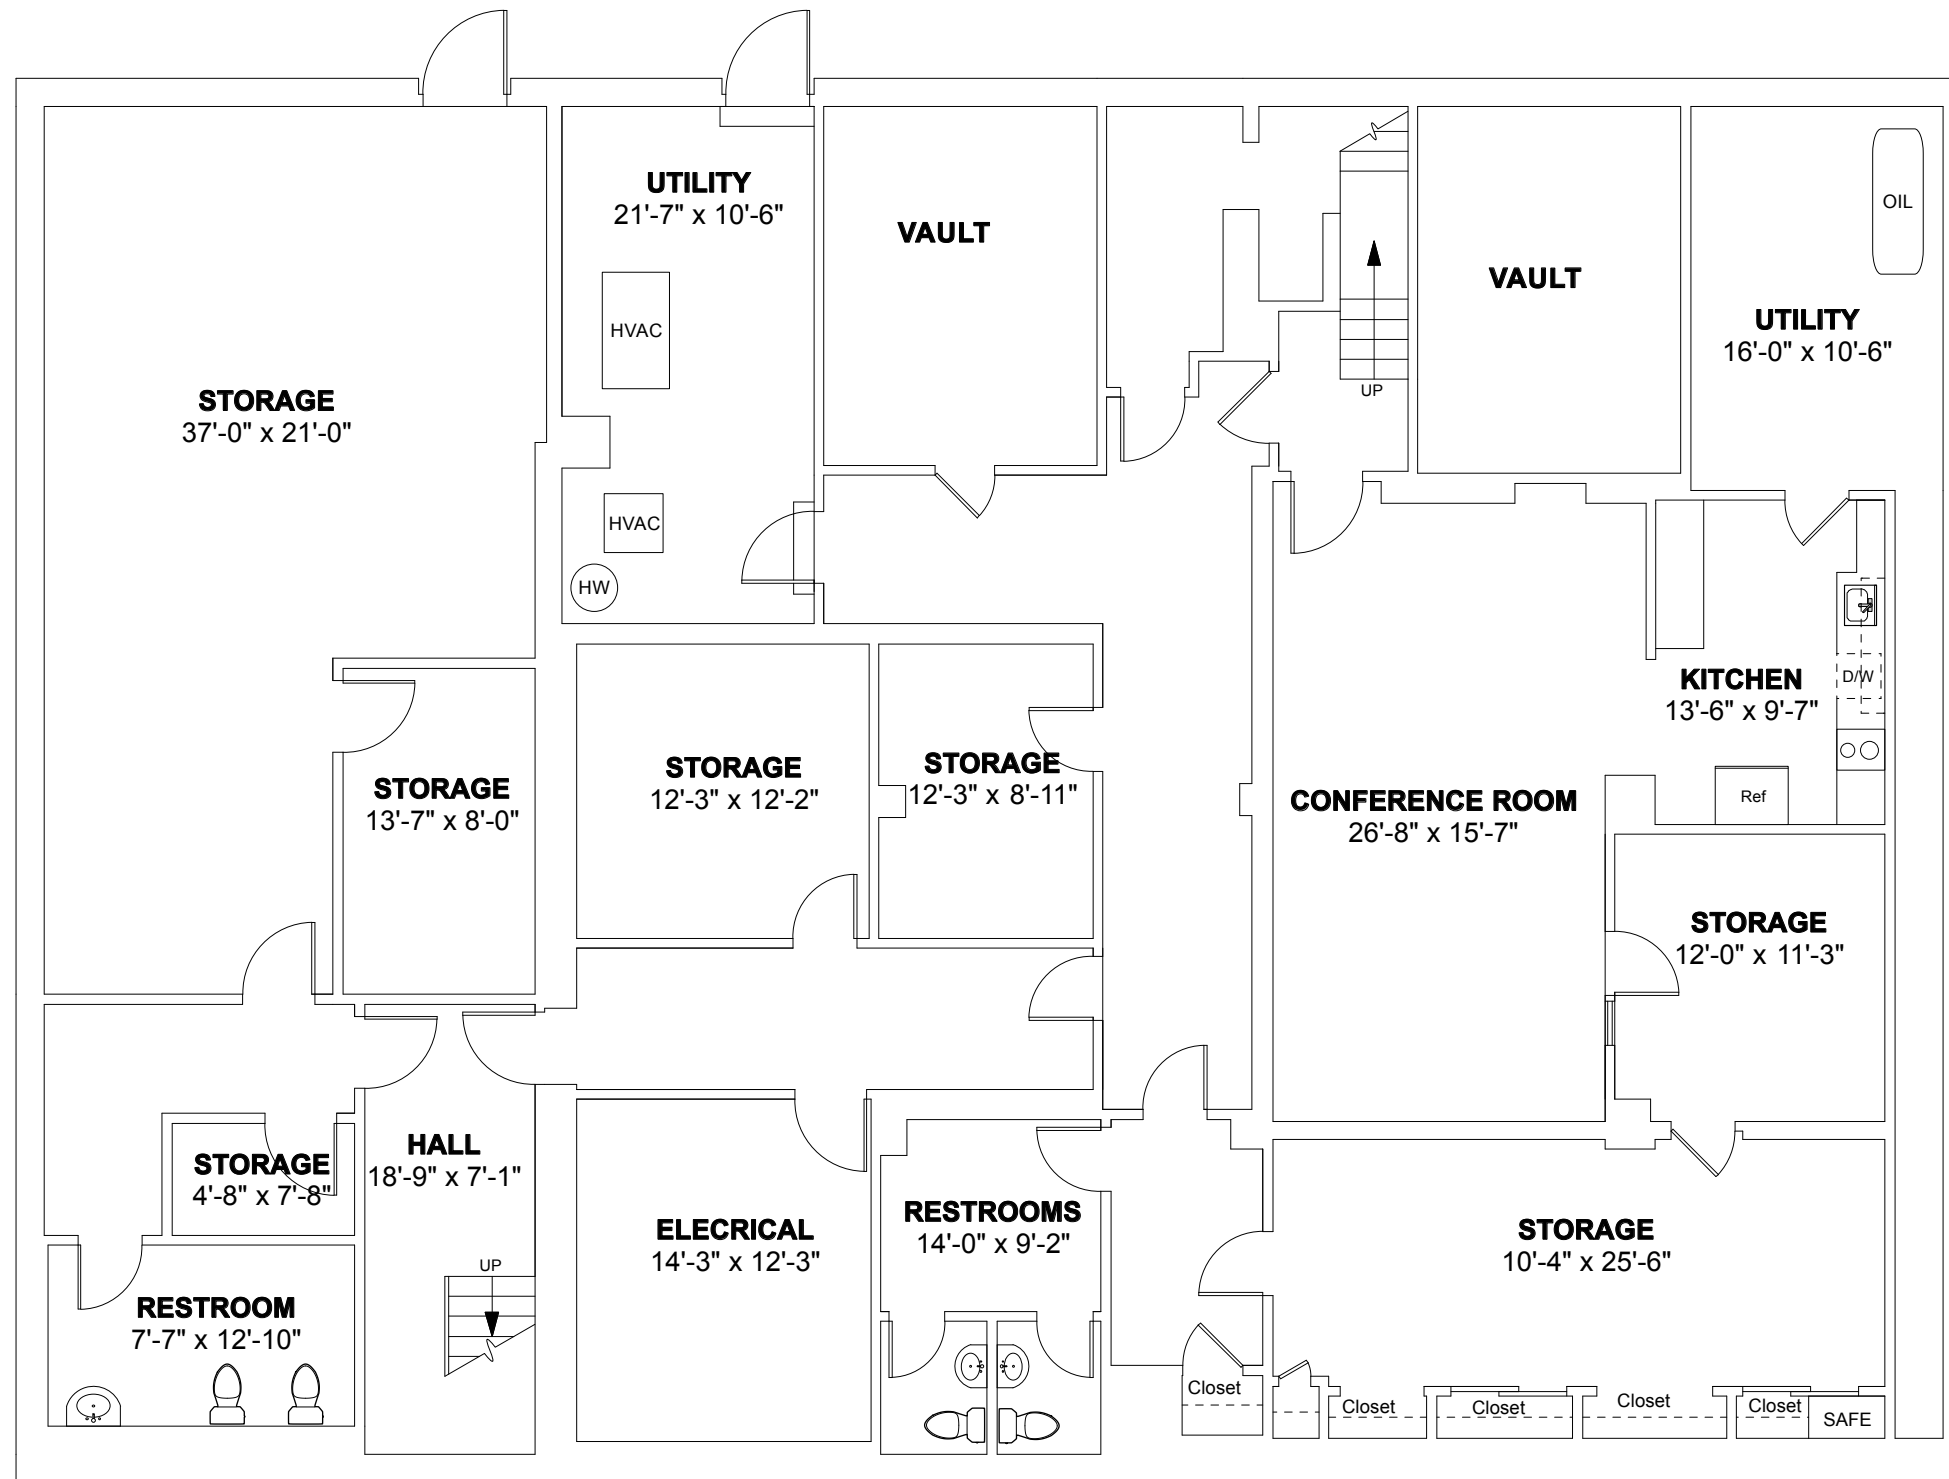 UTILITY
21'-7" x 10'-6"
VAULT
OIL
VAULT
UTILITY
16'-0" x 10'-6"
HVAC
UP
STORAGE
37'-0" x 21'-0"
HVAC
HW
KITCHEN
13'-6" x 9'-7"
D/W
STORAGE
12'-3" x 12'-2"
STORAGE
12'-3" x 8'-11"
STORAGE
13'-7" x 8'-0"
CONFERENCE ROOM
26'-8" x 15'-7"
Ref
STORAGE
12'-0" x 11'-3"
HALL
18'-9" x 7'-1"
STORAGE
4'-8" x 7'-8"
RESTROOMS
14'-0" x 9'-2"
ELECRICAL
14'-3" x 12'-3"
STORAGE
10'-4" x 25'-6"
UP
RESTROOM
7'-7" x 12'-10"
Closet
Closet
Closet
Closet
Closet
SAFE